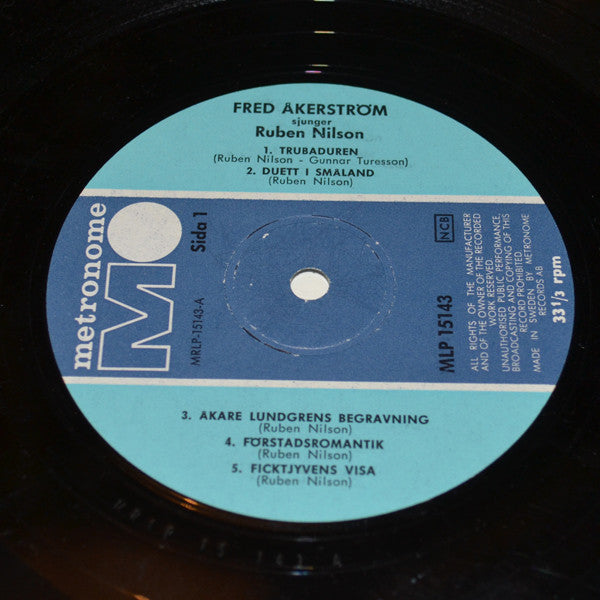 FRED ÅKERSTRÖM
sjunger
Ruben Nilson
1. TRUBADUREN
(Ruben Nilson - Gunnar Turesson)
2. DUETT I SMALAND
(Ruben Nilson)
metronome
Sida 1
MRLP-15143-A
NCB
MLP 15143
ALL RIGHTS OF THE MANUFACTURER
AND OF THE OWNER OF THE RECORDED
WORK RESERVED.
UNAUTHORISED PUBLIC PERFORMANCE,
BROADCASTING AND COPYING OF THIS
RECORD PROHIBITED.
MADE IN SWEDEN BY METRONOME
RECORDS AB
33 1/3 rpm
3. ÅKARE LUNDGRENS BEGRAVNING
(Ruben Nilson)
4. FÖRSTADSROMANTIK
(Ruben Nilson)
5. FICKTJYVENS VISA
(Ruben Nilson)